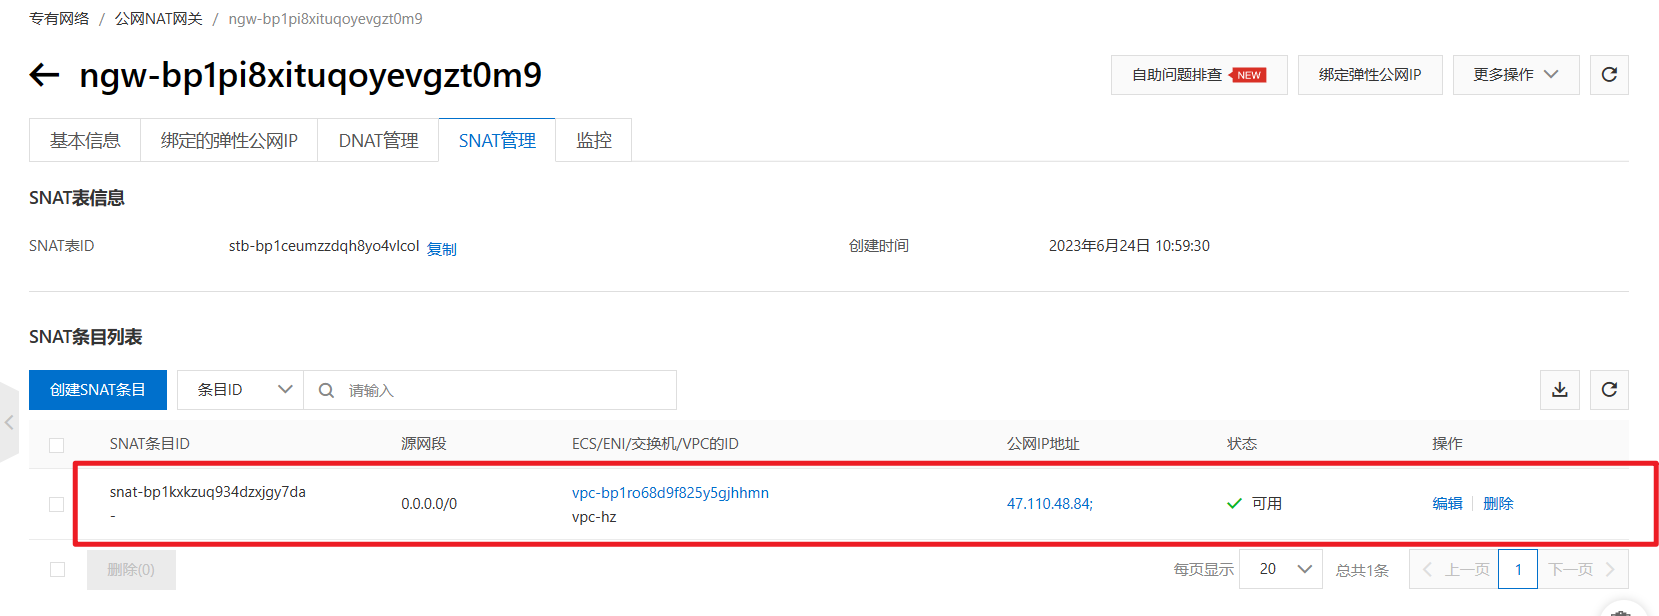 专有网络 / 公网NAT网关 / ngw-bp1pi8xituqoyevgzt0m9
ngw-bp1pi8xituqoyevgzt0m9
自助问题排查 NEW 绑定弹性公网IP 更多操作
基本信息 绑定的弹性公网IP DNAT管理 SNAT管理 监控
SNAT表信息
SNAT表ID stb-bp1ceumzzdqh8yo4vlcol 复制 创建时间 2023年6月24日 10:59:30
SNAT条目列表
创建SNAT条目 条目ID 请输入
SNAT条目ID 源网段 ECS/ENI/交换机/VPC的ID 公网IP地址 状态 操作
snat-bp1kxkzuq934dzxjgy7da 0.0.0.0/0 vpc-bp1ro68d9f825y5gjhhmn 47.110.48.84; 可用 编辑 删除
- vpc-hz
删除(0) 每页显示 20 总共1条 上一页 1 下一页